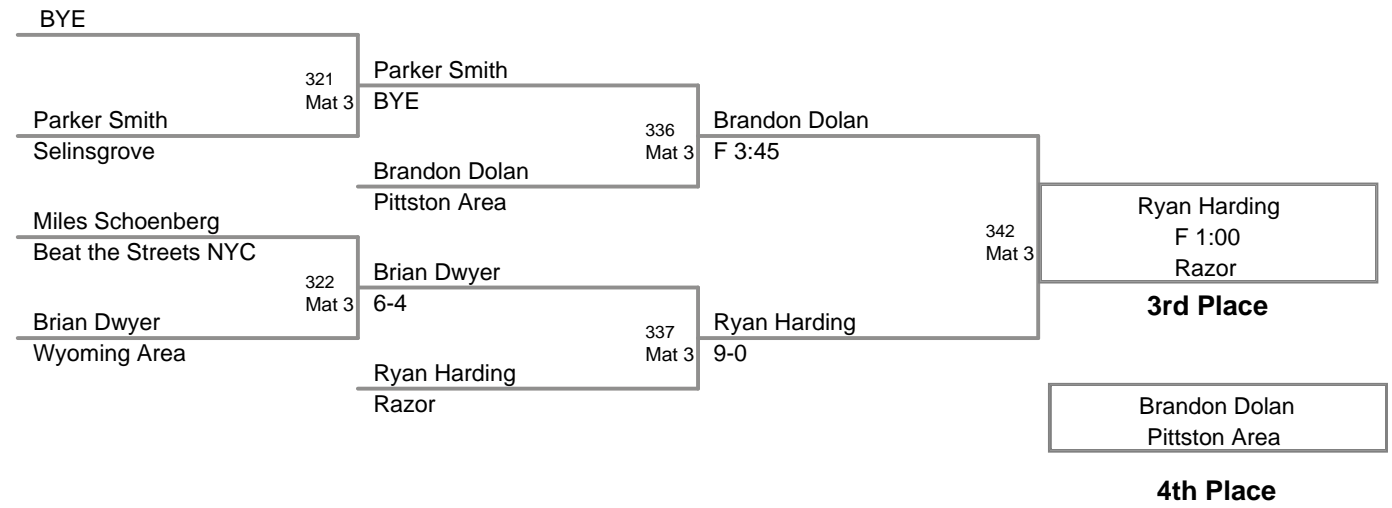 BYE
321
Mat 3
Parker Smith
BYE
Parker Smith
Selinsgrove
336
Mat 3
Brandon Dolan
F 3:45
Brandon Dolan
Pittston Area
Miles Schoenberg
Beat the Streets NYC
322
Mat 3
Brian Dwyer
6-4
Brian Dwyer
Wyoming Area
337
Mat 3
Ryan Harding
9-0
Ryan Harding
Razor
342
Mat 3
Ryan Harding
F 1:00
Razor
3rd Place
Brandon Dolan
Pittston Area
4th Place